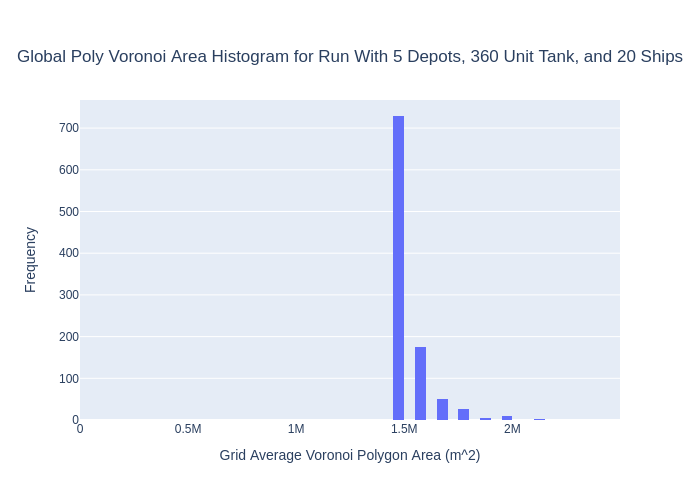 Global Poly Voronoi Area Histogram for Run With 5 Depots, 360 Unit Tank, and 20 Ships
700
600
500
400
300
200
100
0
Frequency
0 0.5M 1M 1.5M 2M
Grid Average Voronoi Polygon Area (m^2)